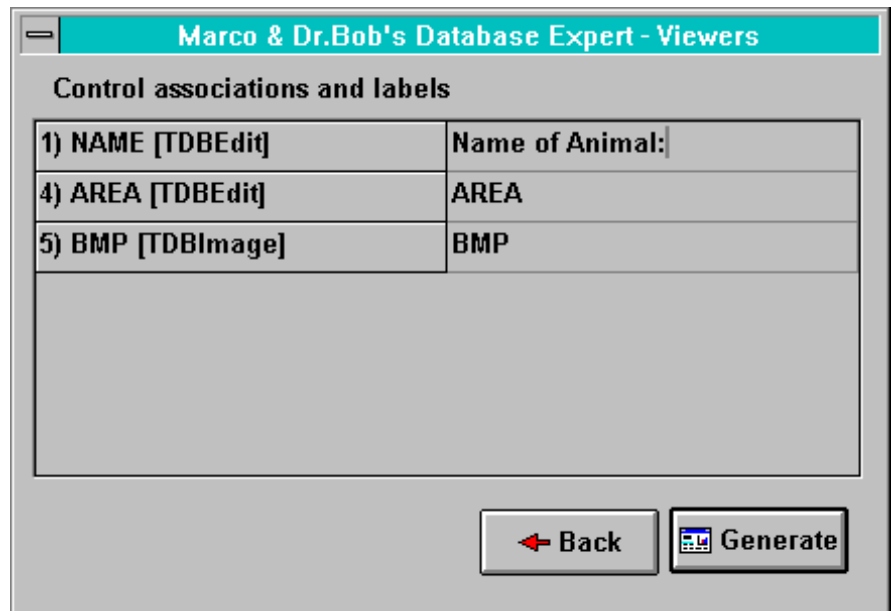 Marco & Dr.Bob's Database Expert - Viewers
Control associations and labels
1) NAME [TDBEdit] Name of Animal:
4) AREA [TDBEdit] AREA
5) BMP [TDBImage] BMP
Back Generate